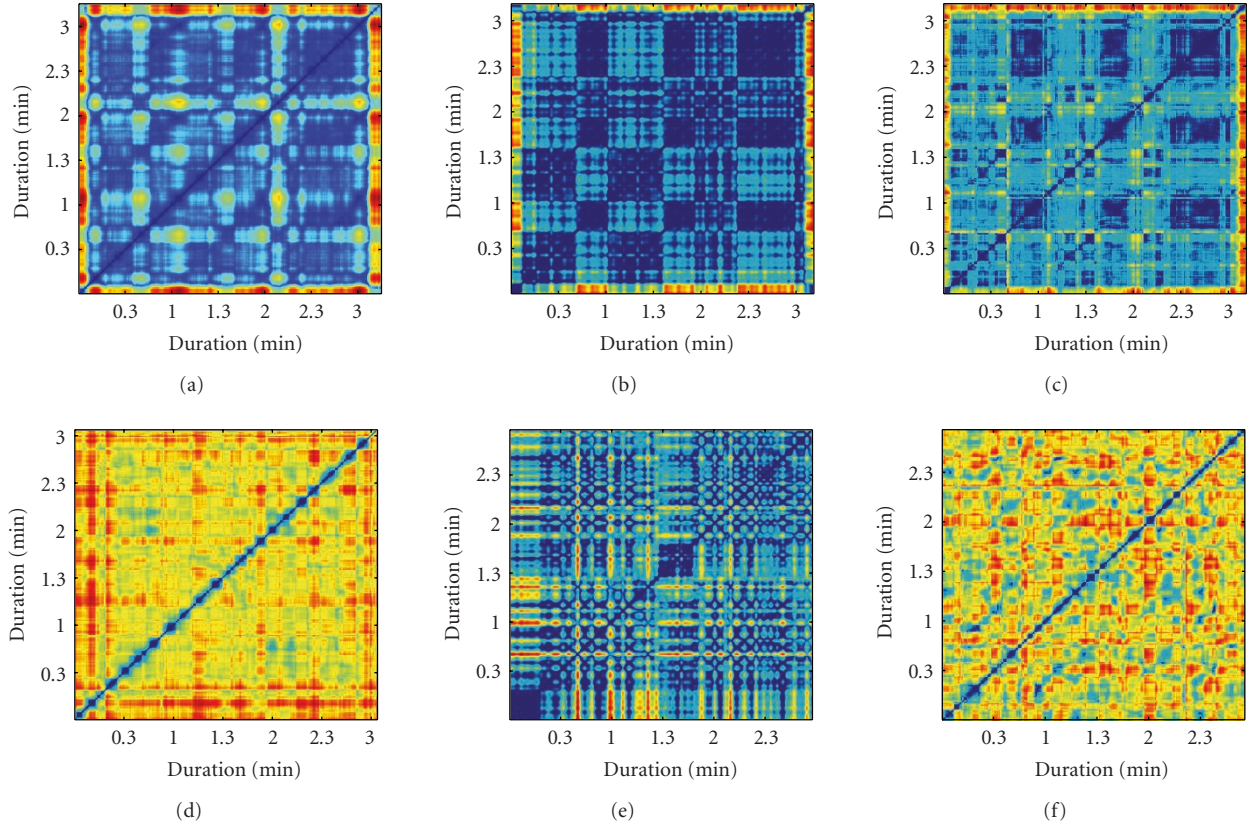 3
2.3
2
1.3
1
0.3
Duration (min)
0.3 1 1.3 2 2.3 3
Duration (min)
(a)
3
2.3
2
1.3
1
0.3
Duration (min)
0.3 1 1.3 2 2.3 3
Duration (min)
(b)
3
2.3
2
1.3
1
0.3
Duration (min)
0.3 1 1.3 2 2.3 3
Duration (min)
(c)
3
2.3
2
1.3
1
0.3
Duration (min)
0.3 1 1.3 2 2.3 3
Duration (min)
(d)
2.3
2
1.3
1
0.3
Duration (min)
0.3 1 1.3 2 2.3
Duration (min)
(e)
2.3
2
1.3
1
0.3
Duration (min)
0.3 1 1.3 2 2.3
Duration (min)
(f)